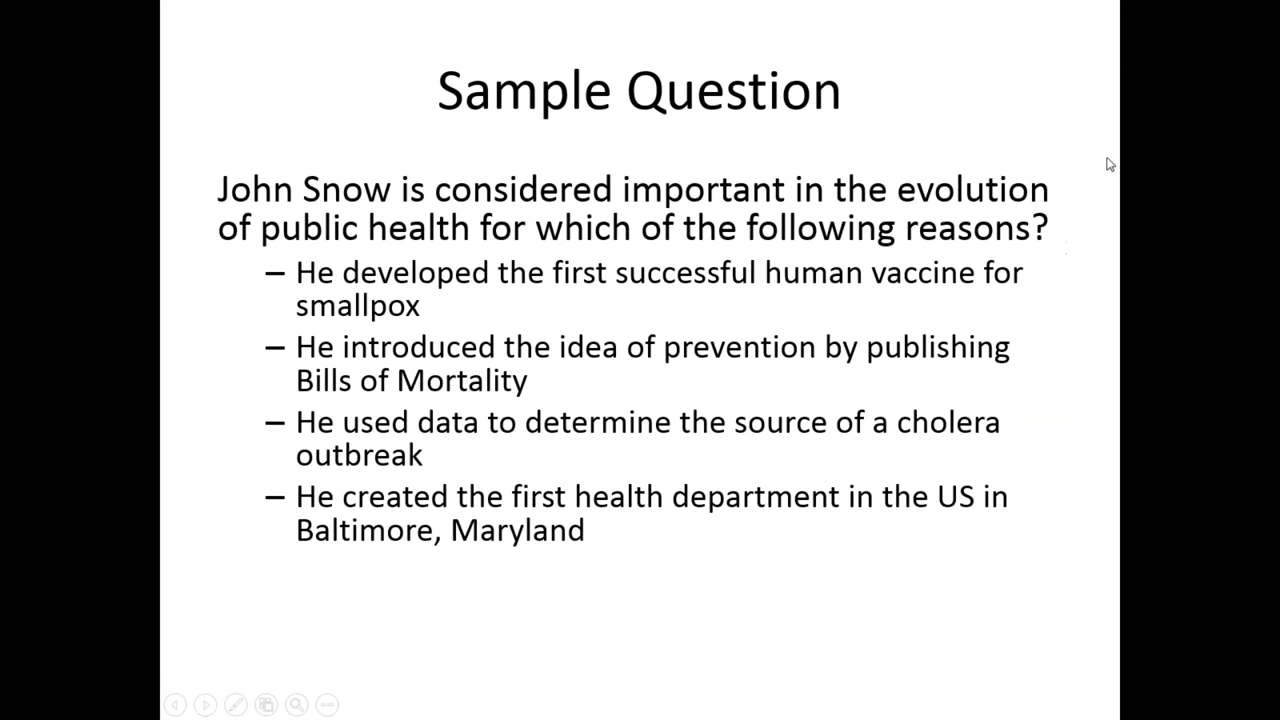 Sample Question
John Snow is considered important in the evolution
of public health for which of the following reasons?
– He developed the first successful human vaccine for
smallpox
– He introduced the idea of prevention by publishing
Bills of Mortality
– He used data to determine the source of a cholera
outbreak
– He created the first health department in the US in
Baltimore, Maryland